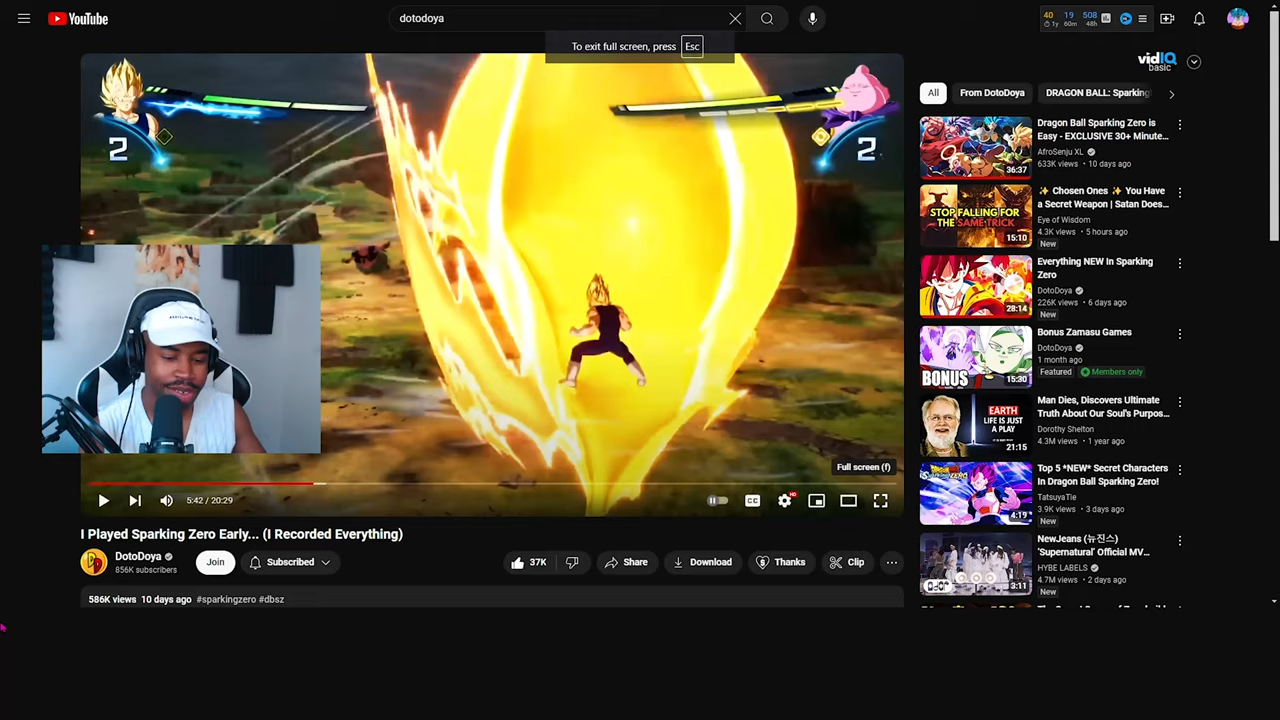 YouTube
dotodoya
40 19 508
1y 60m 48h
To exit full screen, press Esc
vidIQ
basic
2
2
All
From DotoDoya
DRAGON BALL: Sparking
Dragon Ball Sparking Zero is
Easy - EXCLUSIVE 30+ Minute...
AfroSenju XL
633K views • 10 days ago
36:37
✨ Chosen Ones ✨ You Have
a Secret Weapon | Satan Does...
Eye of Wisdom
4.3K views • 5 hours ago
New
STOP FALLING FOR
THE SAME TRICK
15:10
Everything NEW In Sparking
Zero
DotoDoya
226K views • 6 days ago
New
28:14
Bonus Zamasu Games
DotoDoya
1 month ago
Featured
Members only
BONUS
15:30
Man Dies, Discovers Ultimate
Truth About Our Soul's Purpos...
Dorothy Shelton
4.3M views • 1 year ago
EARTH
LIFE IS JUST
A PLAY
21:15
Top 5 *NEW* Secret Characters
In Dragon Ball Sparking Zero!
TatsuyaTie
3.9K views • 3 days ago
New
4:19
NewJeans (뉴진스)
'Supernatural' Official MV...
HYBE LABELS
4.7M views • 2 days ago
New
3:11
Full screen (f)
5:42 / 20:29
CC
HD
I Played Sparking Zero Early... (I Recorded Everything)
DotoDoya
856K subscribers
Join
Subscribed
37K
Share
Download
Thanks
Clip
586K views 10 days ago #sparkingzero #dbsz